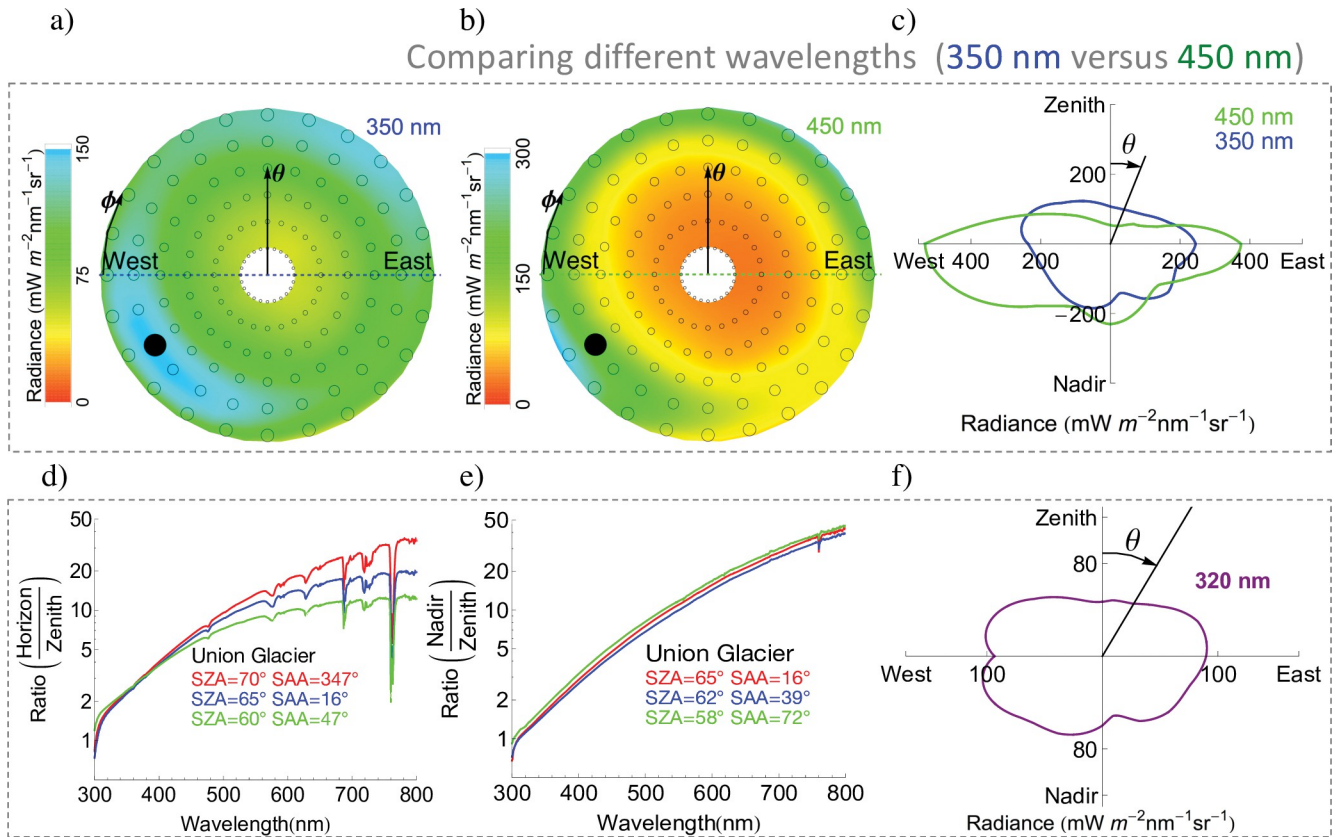 a)
b)
c)
Comparing different wavelengths (350 nm versus 450 nm)
Radiance (mW m⁻²nm⁻¹sr⁻¹)
150
75
0
350 nm
ϕ
θ
West
East
Radiance (mW m⁻²nm⁻¹sr⁻¹)
300
150
0
450 nm
ϕ
θ
West
East
Zenith
450 nm
350 nm
θ
200
West 400 200 200 400 East
−200
Nadir
Radiance (mW m⁻²nm⁻¹sr⁻¹)
d)
e)
f)
Ratio (Horizon/Zenith)
50
20
10
5
2
1
Union Glacier
SZA=70° SAA=347°
SZA=65° SAA=16°
SZA=60° SAA=47°
300 400 500 600 700 800
Wavelength(nm)
Ratio (Nadir/Zenith)
50
20
10
5
2
1
Union Glacier
SZA=65° SAA=16°
SZA=62° SAA=39°
SZA=58° SAA=72°
300 400 500 600 700 800
Wavelength(nm)
Zenith
θ
80
320 nm
West 100 100 East
80
Nadir
Radiance (mW m⁻²nm⁻¹sr⁻¹)